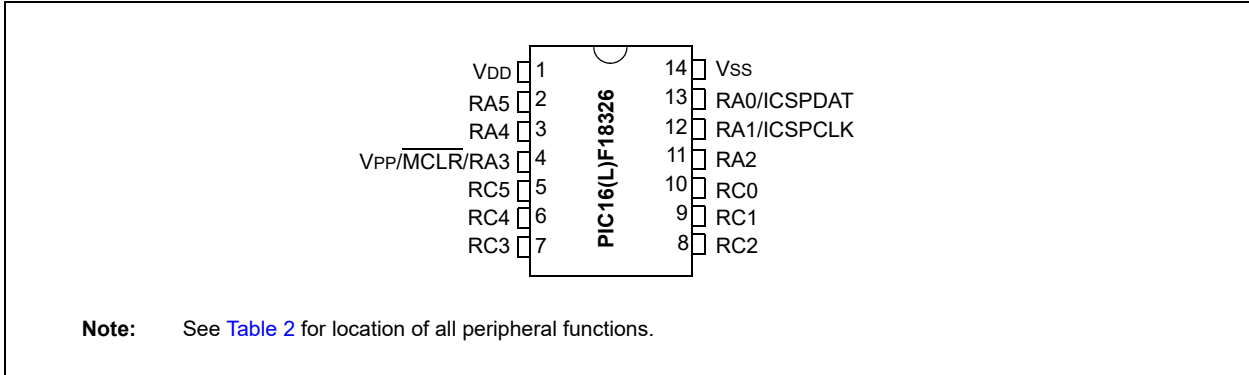 VDD 1 14 VSS
RA5 2 13 RA0/ICSPDAT
RA4 3 12 RA1/ICSPCLK
VPP/MCLR/RA3 4 11 RA2
RC5 5 10 RC0
RC4 6 9 RC1
RC3 7 8 RC2
PIC16(L)F18326
Note: See Table 2 for location of all peripheral functions.